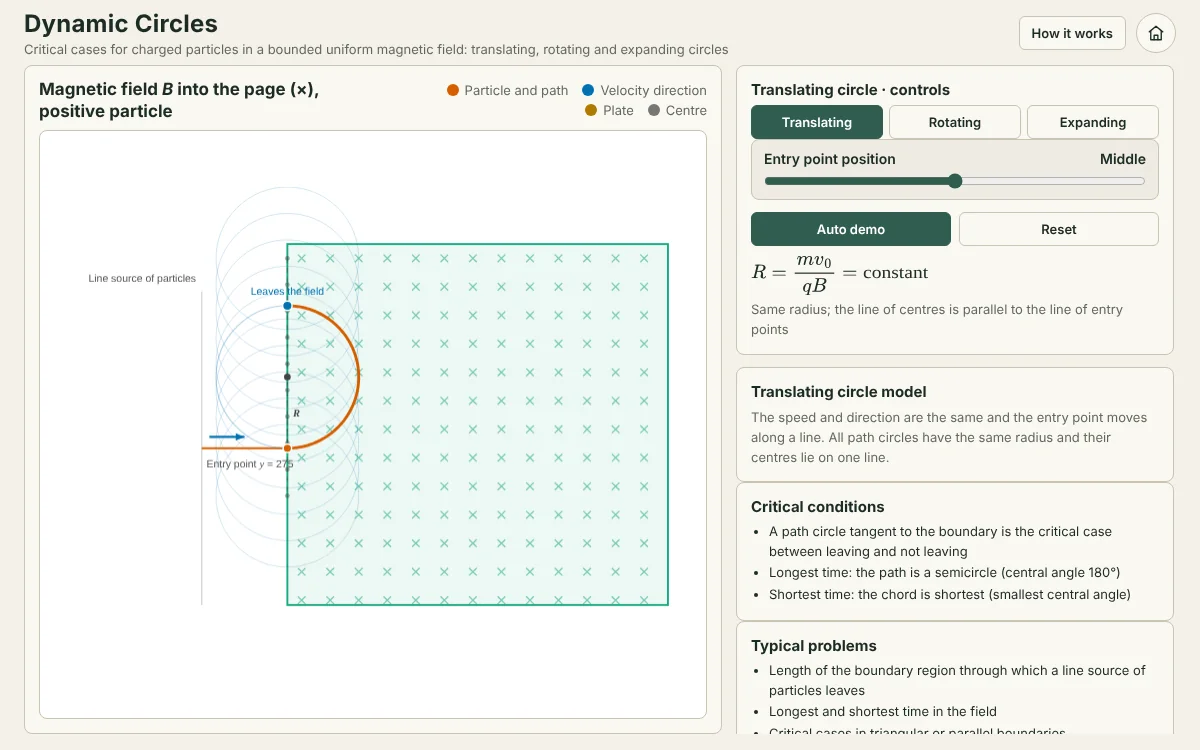 Dynamic Circles
Critical cases for charged particles in a bounded uniform magnetic field: translating, rotating and expanding circles
How it works
Magnetic field B into the page (×),
positive particle
Particle and path
Velocity direction
Plate
Centre
Line source of particles
Leaves the field
R
Entry point y = 275
Translating circle · controls
Translating
Rotating
Expanding
Entry point position
Middle
Auto demo
Reset
R = mv₀ / qB = constant
Same radius; the line of centres is parallel to the line of entry
points
Translating circle model
The speed and direction are the same and the entry point moves
along a line. All path circles have the same radius and their
centres lie on one line.
Critical conditions
• A path circle tangent to the boundary is the critical case
between leaving and not leaving
• Longest time: the path is a semicircle (central angle 180°)
• Shortest time: the chord is shortest (smallest central angle)
Typical problems
• Length of the boundary region through which a line source of
particles leaves
• Longest and shortest time in the field
• Critical cases in triangular or parallel boundaries